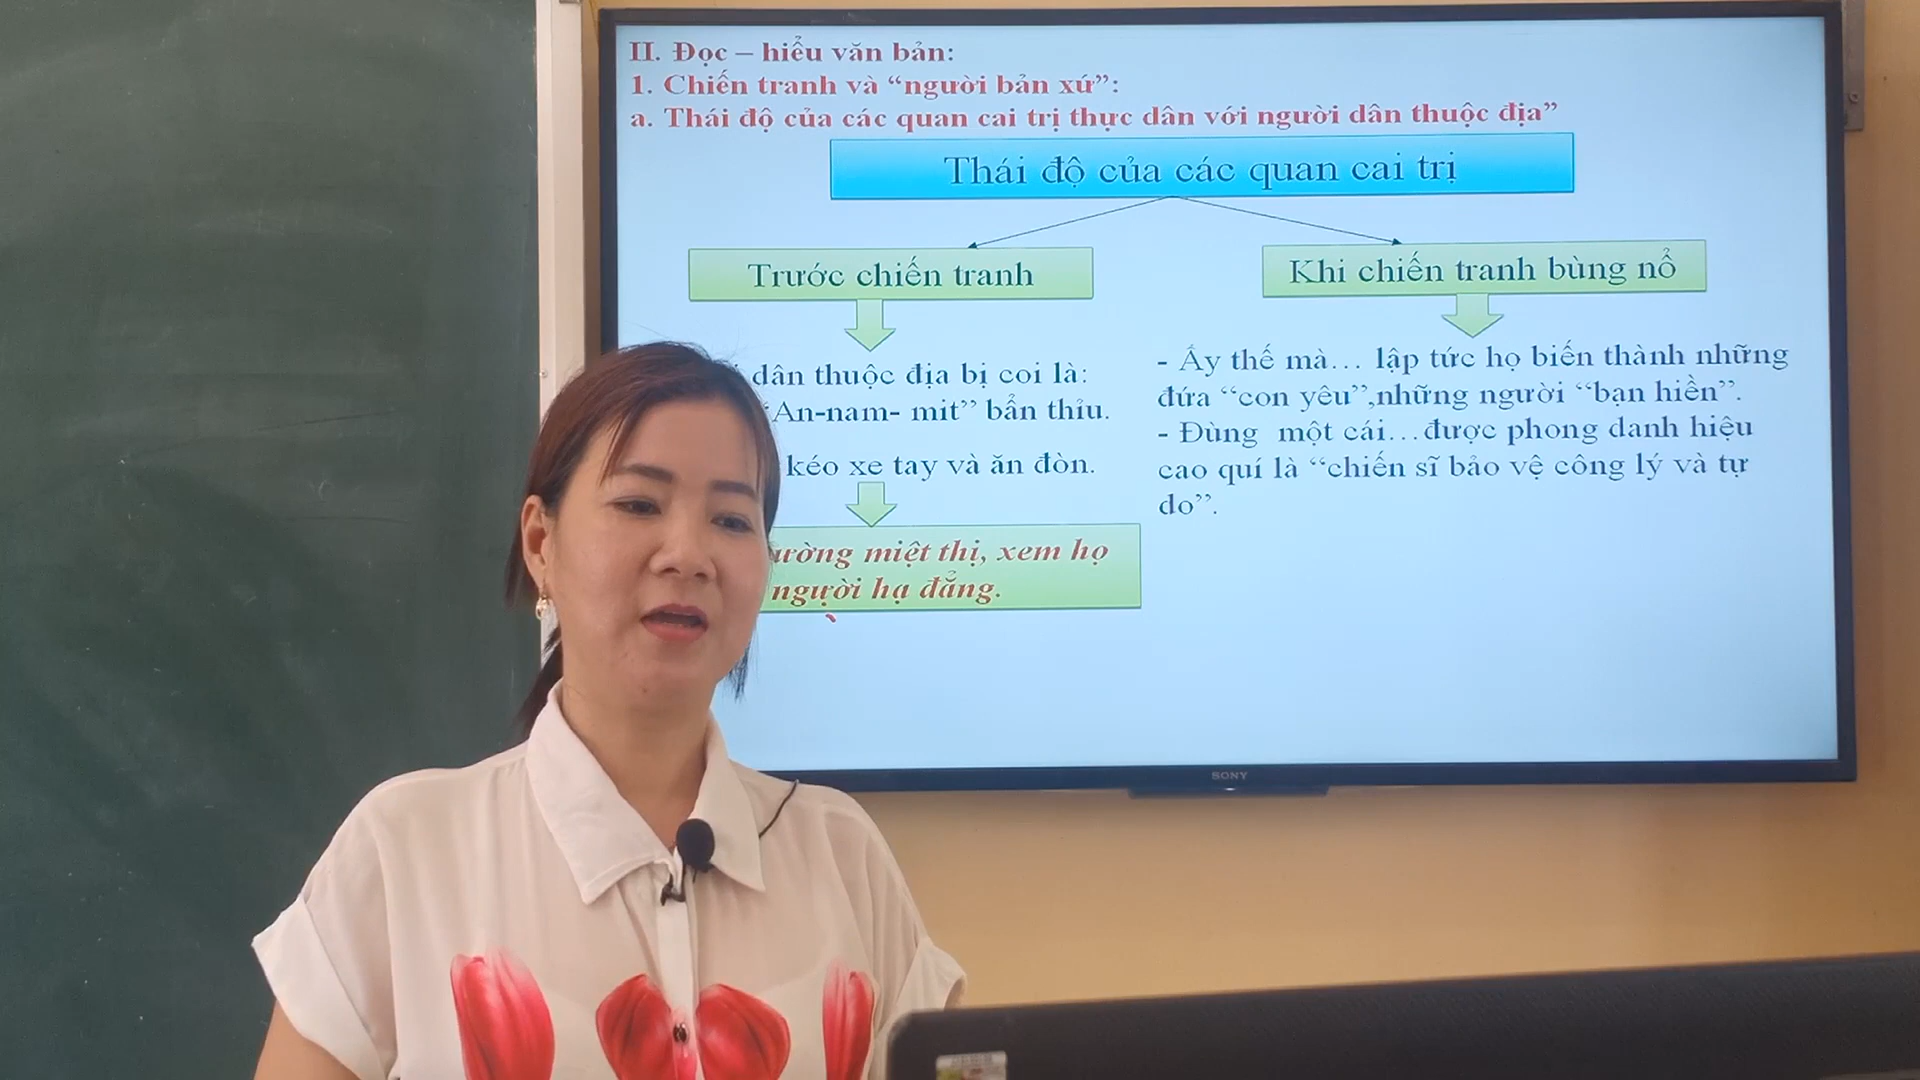 II. Đọc – hiểu văn bản:
1. Chiến tranh và “người bản xứ”:
a. Thái độ của các quan cai trị thực dân với người dân thuộc địa”
Thái độ của các quan cai trị
Trước chiến tranh
Khi chiến tranh bùng nổ
dân thuộc địa bị coi là:
“An-nam- mit” bẩn thỉu.
kéo xe tay và ăn đòn.
miệt thị, xem họ
người hạ đẳng.
- Ấy thế mà… lập tức họ biến thành những
đứa “con yêu”,những người “bạn hiền”.
- Đùng một cái…được phong danh hiệu
cao quí là “chiến sĩ bảo vệ công lý và tự
do”.
SONY